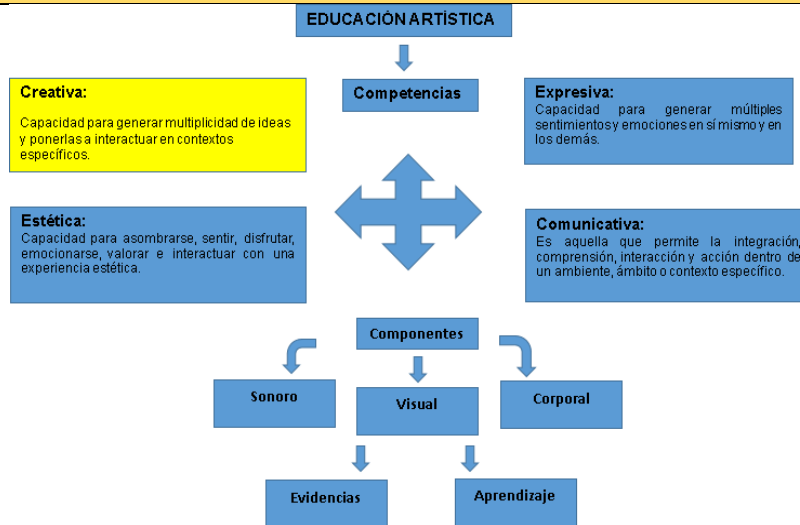 EDUCACIÓN ARTÍSTICA
Competencias
Creativa:
Capacidad para generar multiplicidad de ideas
y ponerlas a interactuar en contextos
específicos.
Expresiva:
Capacidad para generar múltiples
sentimientos y emociones en sí mismo y en
los demás.
Estética:
Capacidad para asombrarse, sentir, disfrutar,
emocionarse, valorar e interactuar con una
experiencia estética.
Comunicativa:
Es aquella que permite la integración,
comprensión, interacción y acción dentro de
un ambiente, ámbito o contexto específico.
Componentes
Sonoro
Visual
Corporal
Evidencias
Aprendizaje